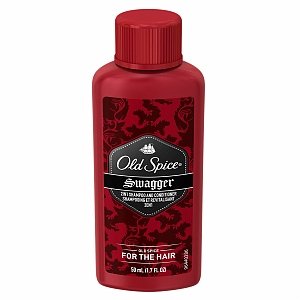 Old Spice®
Swagger
2IN1 SHAMPOO AND CONDITIONER
SHAMPOOING ET REVITALISANT
2EN1
OLD SPICE
FOR THE HAIR
50 mL (1.7 FL OZ)